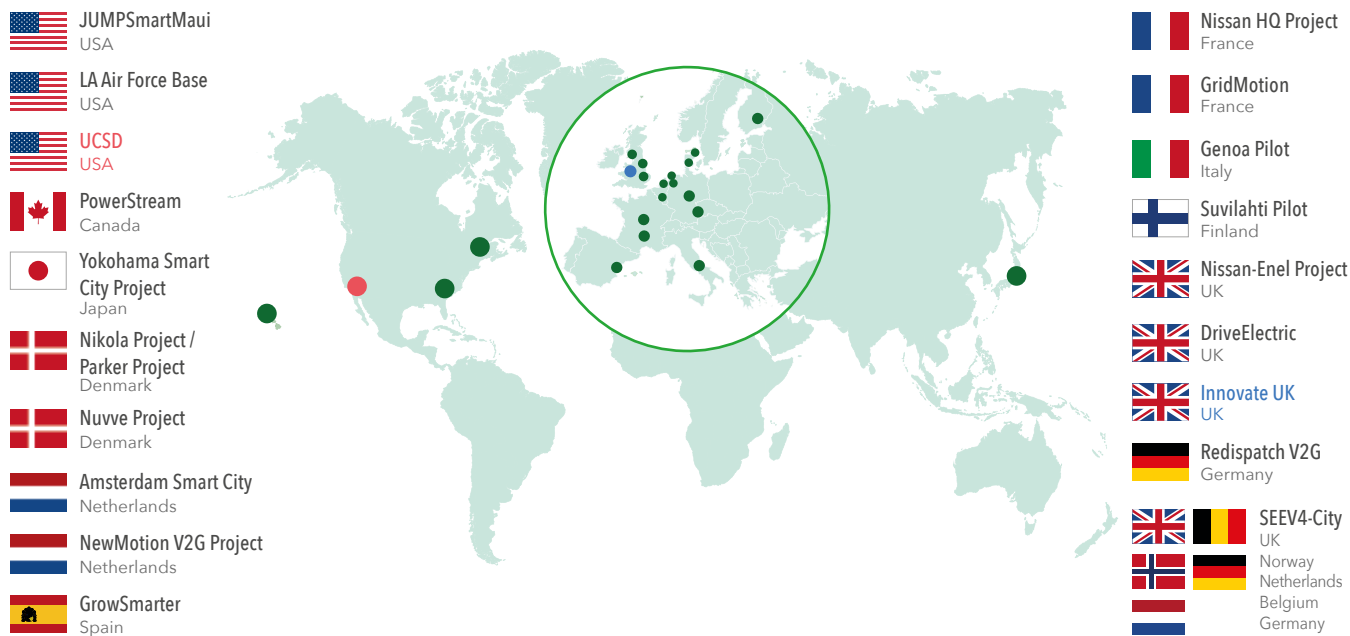 JUMPSmartMaui
USA
LA Air Force Base
USA
UCSD
USA
PowerStream
Canada
Yokohama Smart
City Project
Japan
Nikola Project /
Parker Project
Denmark
Nuvve Project
Denmark
Amsterdam Smart City
Netherlands
NewMotion V2G Project
Netherlands
GrowSmarter
Spain
Nissan HQ Project
France
GridMotion
France
Genoa Pilot
Italy
Suvilahti Pilot
Finland
Nissan-Enel Project
UK
DriveElectric
UK
Innovate UK
UK
Redispatch V2G
Germany
SEEV4-City
UK
Norway
Netherlands
Belgium
Germany